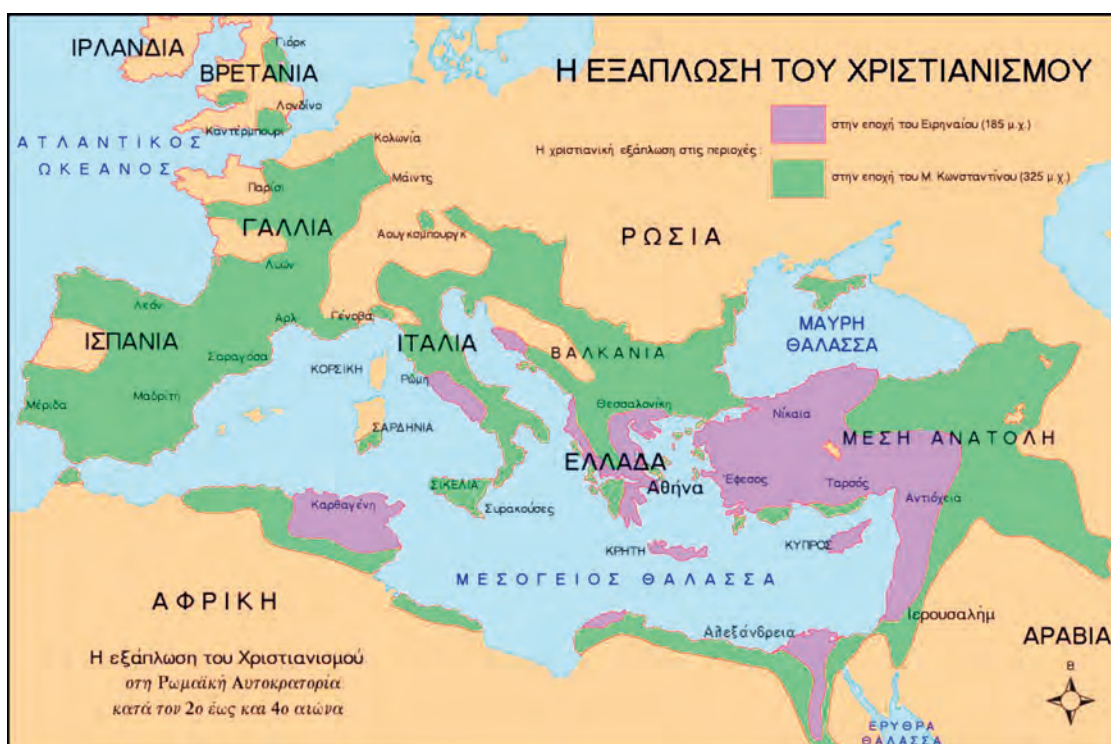 Η ΕΞΑΠΛΩΣΗ ΤΟΥ ΧΡΙΣΤΙΑΝΙΣΜΟΥ
Η χριστιανική εξάπλωση στις περιοχές :
στην εποχή του Ειρηναίου (185 μ.χ.)
στην εποχή του Μ. Κωνσταντίνου (325 μ.χ.)
ΙΡΛΑΝΔΙΑ
Γιόρκ
ΒΡΕΤΑΝΙΑ
Λονδίνο
Καντέρμπουρι
ΑΤΛΑΝΤΙΚΟΣ
ΩΚΕΑΝΟΣ
Κολωνία
Μάιντς
Παρίσι
ΓΑΛΛΙΑ
Αουγκσμπουργκ
ΡΩΣΙΑ
Λυών
Λεόν
Αρλ
Γένοβα
ΙΣΠΑΝΙΑ
Σαραγόσα
ΙΤΑΛΙΑ
ΒΑΛΚΑΝΙΑ
ΜΑΥΡΗ
ΘΑΛΑΣΣΑ
ΚΟΡΣΙΚΗ
Ρώμη
Μέριδα
Μαδρίτη
Θεσσαλονίκη
Νίκαια
ΣΑΡΔΗΝΙΑ
ΜΕΣΗ ΑΝΑΤΟΛΗ
ΕΛΛΑΔΑ
Αθήνα
Έφεσος
Ταρσός
Αντιόχεια
ΣΙΚΕΛΙΑ
Συρακούσες
Καρθαγένη
ΚΡΗΤΗ
ΚΥΠΡΟΣ
ΜΕΣΟΓΕΙΟΣ ΘΑΛΑΣΣΑ
ΑΦΡΙΚΗ
Αλεξάνδρεια
Ιερουσαλήμ
ΑΡΑΒΙΑ
Β
Η εξάπλωση του Χριστιανισμού
στη Ρωμαϊκή Αυτοκρατορία
κατά τον 2ο έως και 4ο αιώνα
ΕΡΥΘΡΑ
ΘΑΛΑΣΣΑ